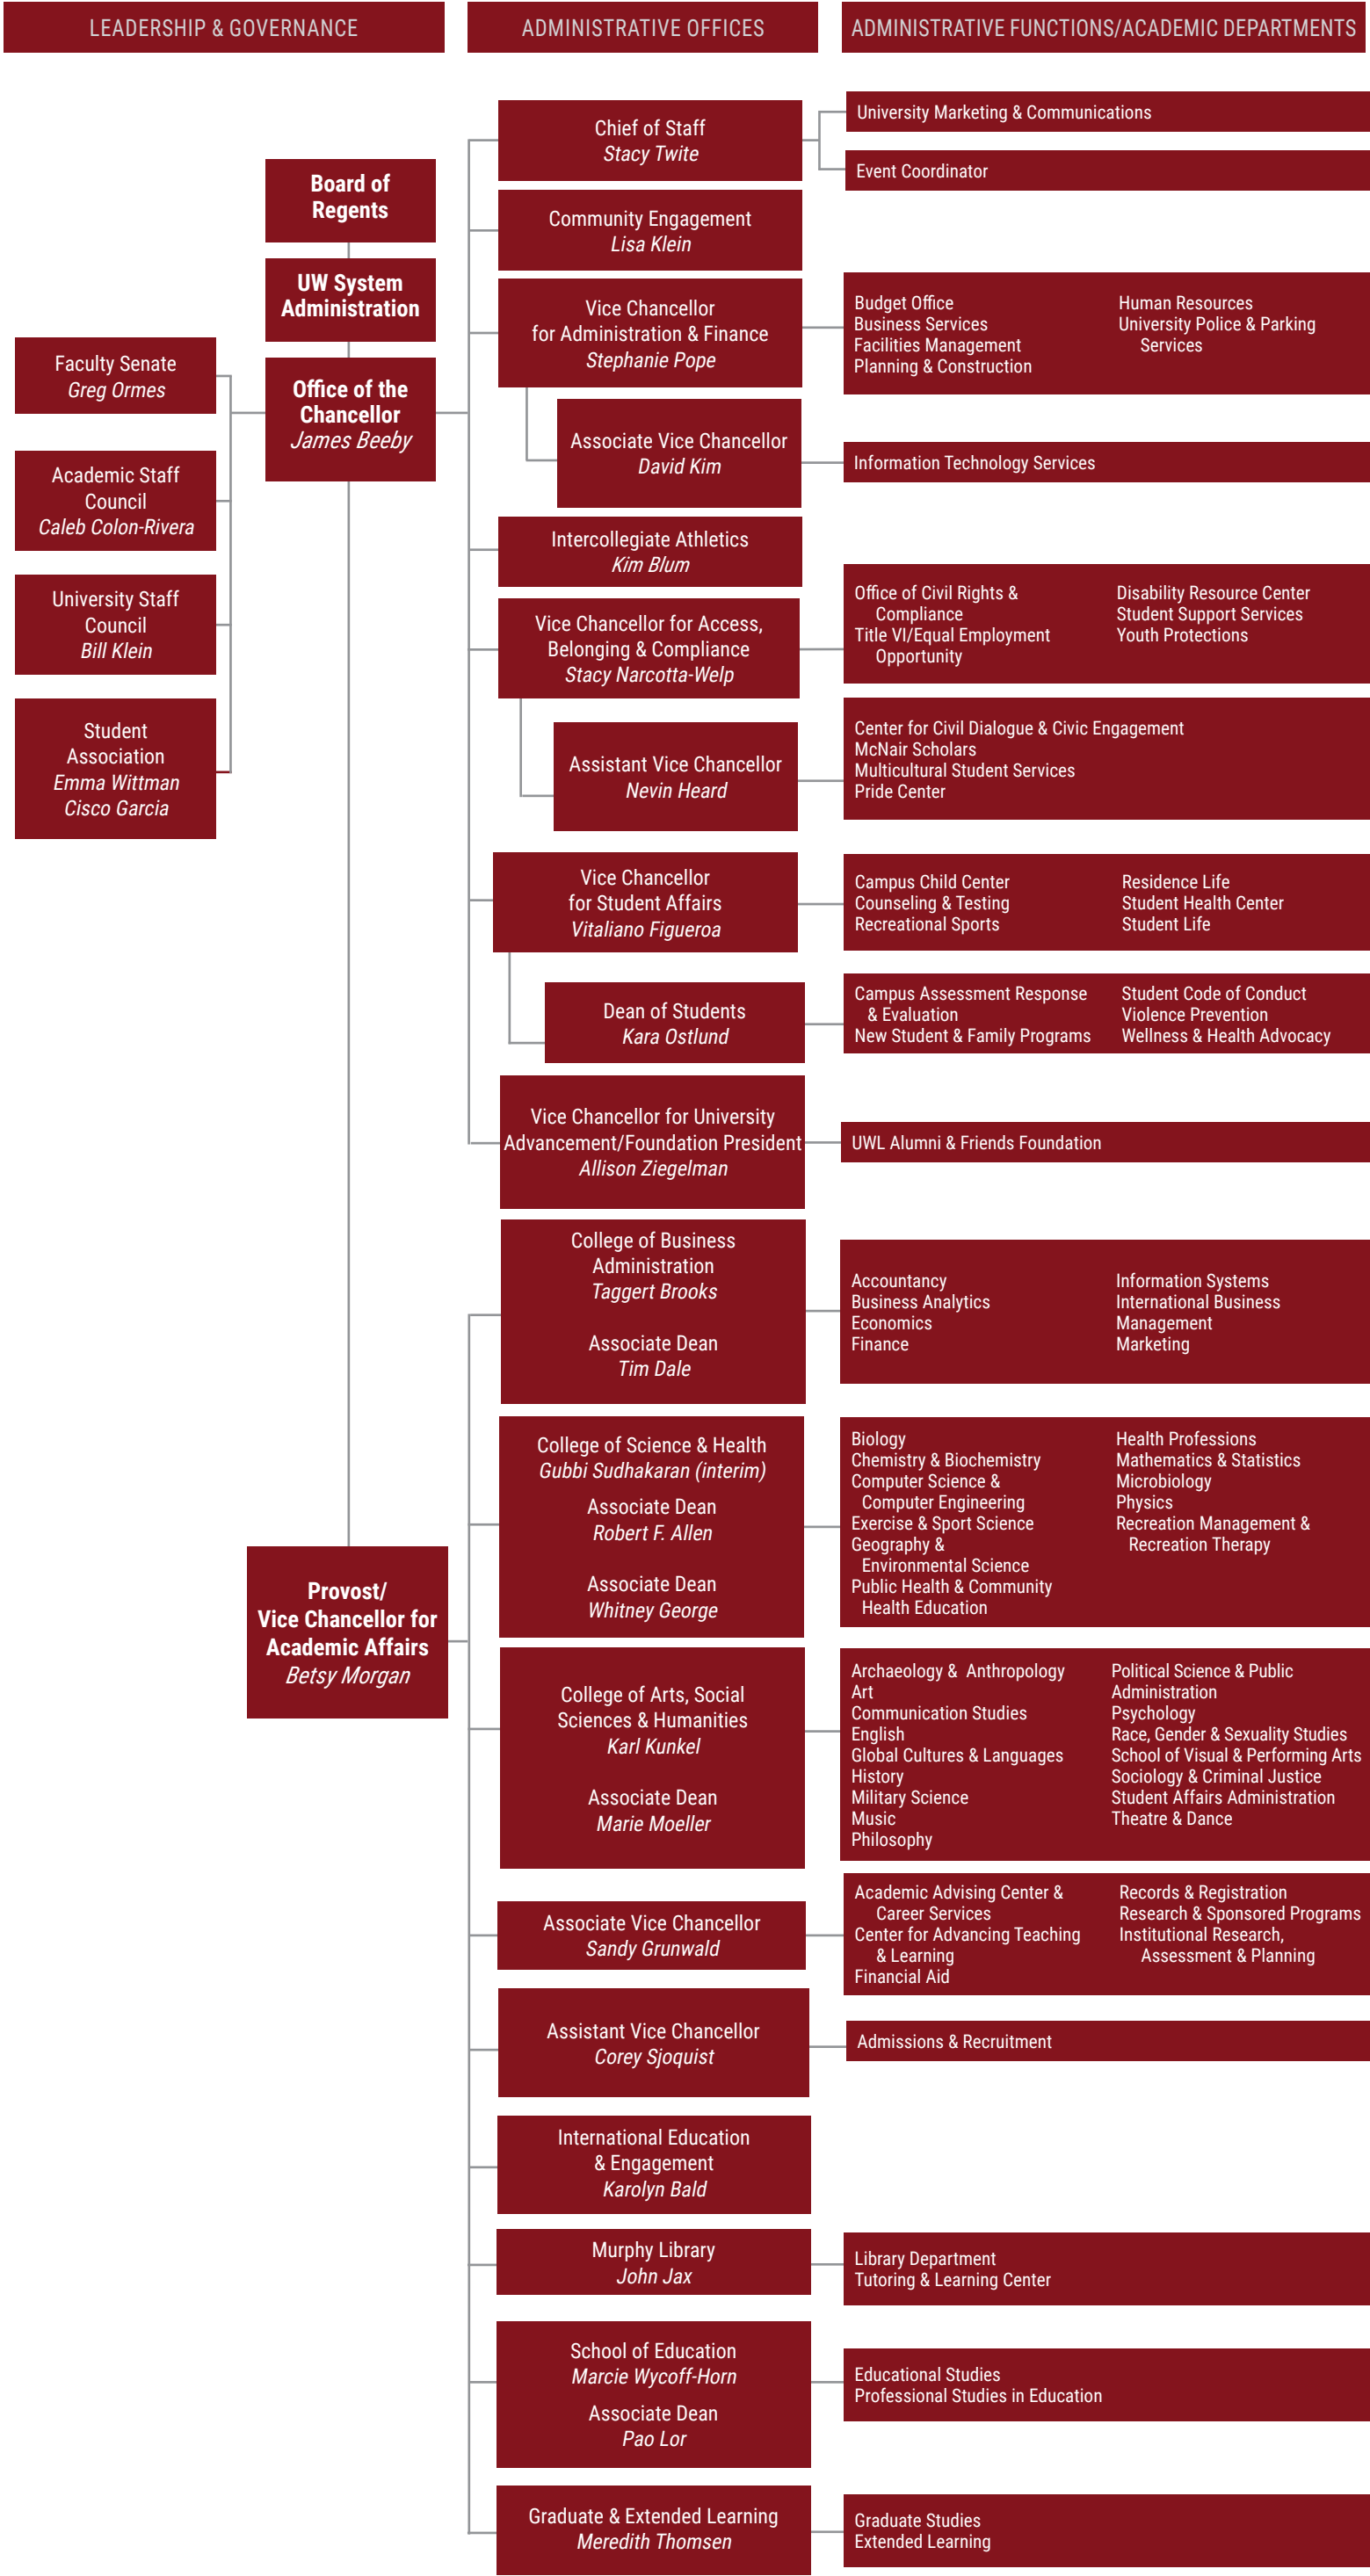 LEADERSHIP & GOVERNANCE
ADMINISTRATIVE OFFICES
ADMINISTRATIVE FUNCTIONS/ACADEMIC DEPARTMENTS
Board of
Regents
UW System
Administration
Office of the
Chancellor
James Beeby
Faculty Senate
Greg Ormes
Academic Staff
Council
Caleb Colon-Rivera
University Staff
Council
Bill Klein
Student
Association
Emma Wittman
Cisco Garcia
Provost/
Vice Chancellor for
Academic Affairs
Betsy Morgan
Chief of Staff
Stacy Twite
University Marketing & Communications
Event Coordinator
Community Engagement
Lisa Klein
Vice Chancellor
for Administration & Finance
Stephanie Pope
Budget Office
Business Services
Facilities Management
Planning & Construction
Human Resources
University Police & Parking
Services
Associate Vice Chancellor
David Kim
Information Technology Services
Intercollegiate Athletics
Kim Blum
Vice Chancellor for Access,
Belonging & Compliance
Stacy Narcotta-Welp
Office of Civil Rights &
Compliance
Title VI/Equal Employment
Opportunity
Disability Resource Center
Student Support Services
Youth Protections
Assistant Vice Chancellor
Nevin Heard
Center for Civil Dialogue & Civic Engagement
McNair Scholars
Multicultural Student Services
Pride Center
Vice Chancellor
for Student Affairs
Vitaliano Figueroa
Campus Child Center
Counseling & Testing
Recreational Sports
Residence Life
Student Health Center
Student Life
Dean of Students
Kara Ostlund
Campus Assessment Response
& Evaluation
New Student & Family Programs
Student Code of Conduct
Violence Prevention
Wellness & Health Advocacy
Vice Chancellor for University
Advancement/Foundation President
Allison Ziegelman
UWL Alumni & Friends Foundation
College of Business
Administration
Taggert Brooks
Associate Dean
Tim Dale
Accountancy
Business Analytics
Economics
Finance
Information Systems
International Business
Management
Marketing
College of Science & Health
Gubbi Sudhakaran (interim)
Associate Dean
Robert F. Allen
Associate Dean
Whitney George
Biology
Chemistry & Biochemistry
Computer Science &
Computer Engineering
Exercise & Sport Science
Geography &
Environmental Science
Public Health & Community
Health Education
Health Professions
Mathematics & Statistics
Microbiology
Physics
Recreation Management &
Recreation Therapy
College of Arts, Social
Sciences & Humanities
Karl Kunkel
Associate Dean
Marie Moeller
Archaeology & Anthropology
Art
Communication Studies
English
Global Cultures & Languages
History
Military Science
Music
Philosophy
Political Science & Public
Administration
Psychology
Race, Gender & Sexuality Studies
School of Visual & Performing Arts
Sociology & Criminal Justice
Student Affairs Administration
Theatre & Dance
Associate Vice Chancellor
Sandy Grunwald
Academic Advising Center &
Career Services
Center for Advancing Teaching
& Learning
Financial Aid
Records & Registration
Research & Sponsored Programs
Institutional Research,
Assessment & Planning
Assistant Vice Chancellor
Corey Sjoquist
Admissions & Recruitment
International Education
& Engagement
Karolyn Bald
Murphy Library
John Jax
Library Department
Tutoring & Learning Center
School of Education
Marcie Wycoff-Horn
Associate Dean
Pao Lor
Educational Studies
Professional Studies in Education
Graduate & Extended Learning
Meredith Thomsen
Graduate Studies
Extended Learning